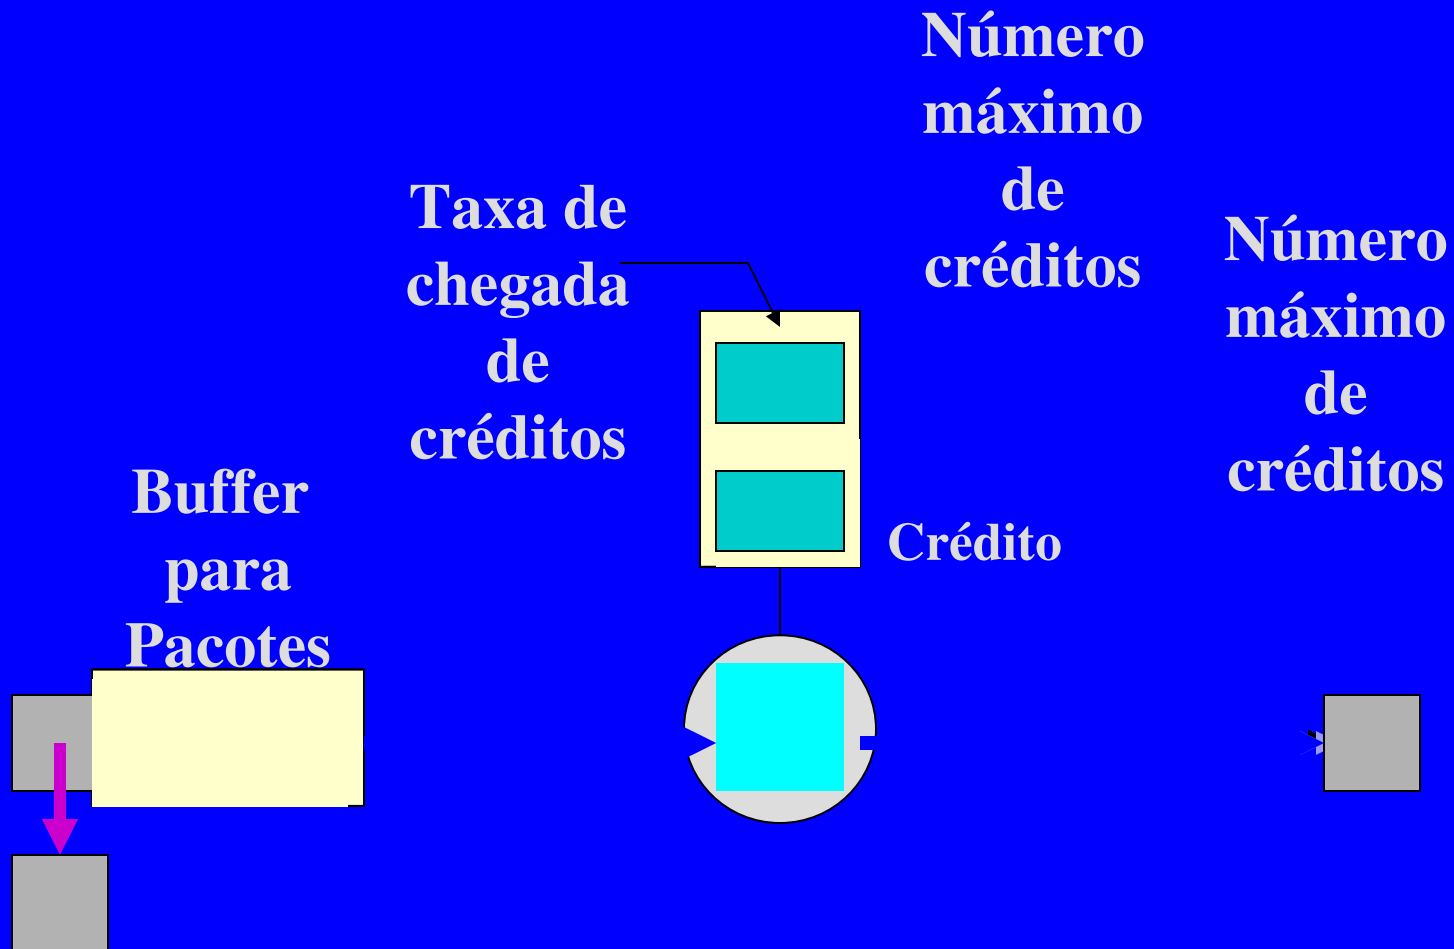 Número
máximo
de
créditos
Taxa de
chegada
de
créditos
Número
máximo
de
créditos
Buffer
para
Pacotes
Crédito